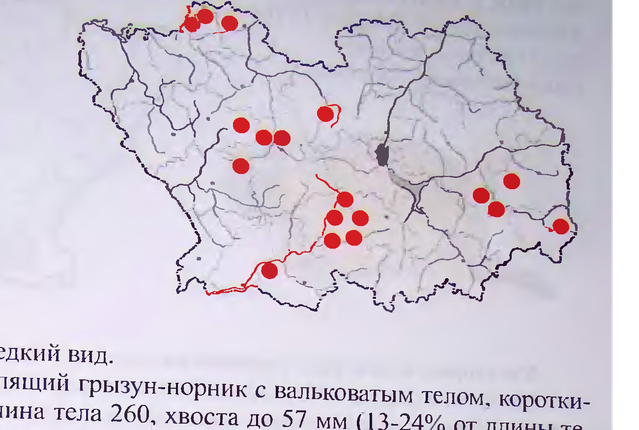 едкий вид.
пящий грызун-норник с вальковатым телом, коротки-
ина тела 260, хвоста до 57 мм (13-24% от длины те